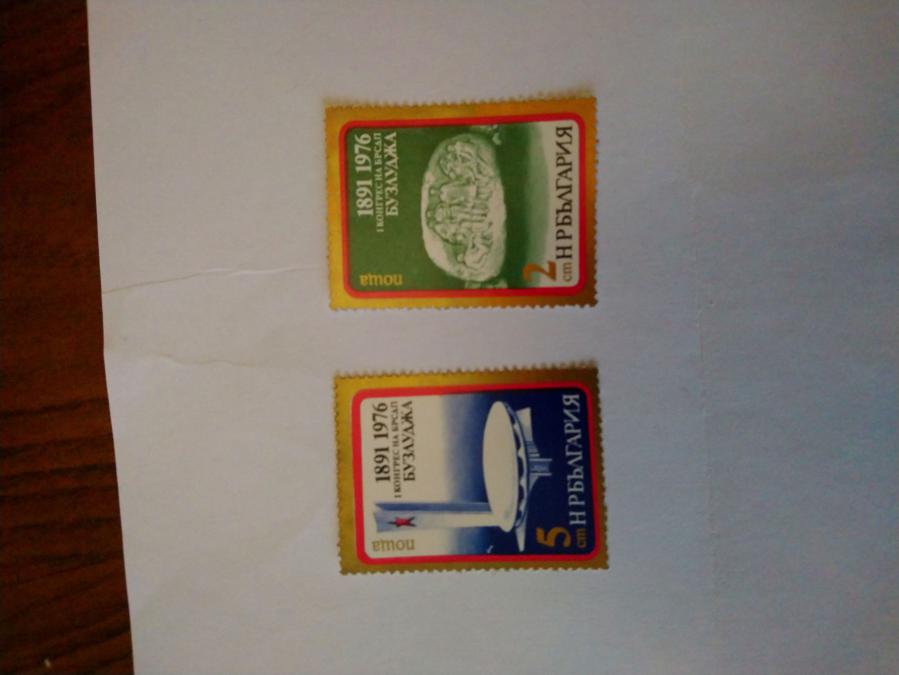 1891 1976
I КОНГРЕС НА БРСДП
БУЗЛУДЖА
поща
2
ст
НРБЪЛГАРИЯ
1891 1976
I КОНГРЕС НА БРСДП
БУЗЛУДЖА
поща
5
ст
НРБЪЛГАРИЯ